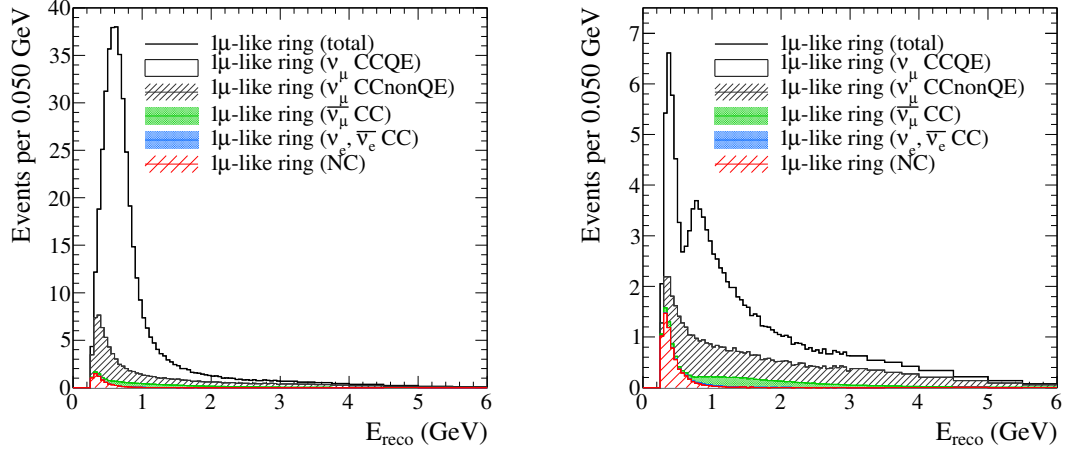 Events per 0.050 GeV
40
35
30
25
20
15
10
5
0
1μ-like ring (total)
1μ-like ring (ν_μ CCQE)
1μ-like ring (ν_μ CCnonQE)
1μ-like ring (ν̅_μ CC)
1μ-like ring (ν_e, ν̅_e CC)
1μ-like ring (NC)
0 1 2 3 4 5 6
E_reco (GeV)
Events per 0.050 GeV
7
6
5
4
3
2
1
0
1μ-like ring (total)
1μ-like ring (ν_μ CCQE)
1μ-like ring (ν_μ CCnonQE)
1μ-like ring (ν̅_μ CC)
1μ-like ring (ν_e, ν̅_e CC)
1μ-like ring (NC)
0 1 2 3 4 5 6
E_reco (GeV)